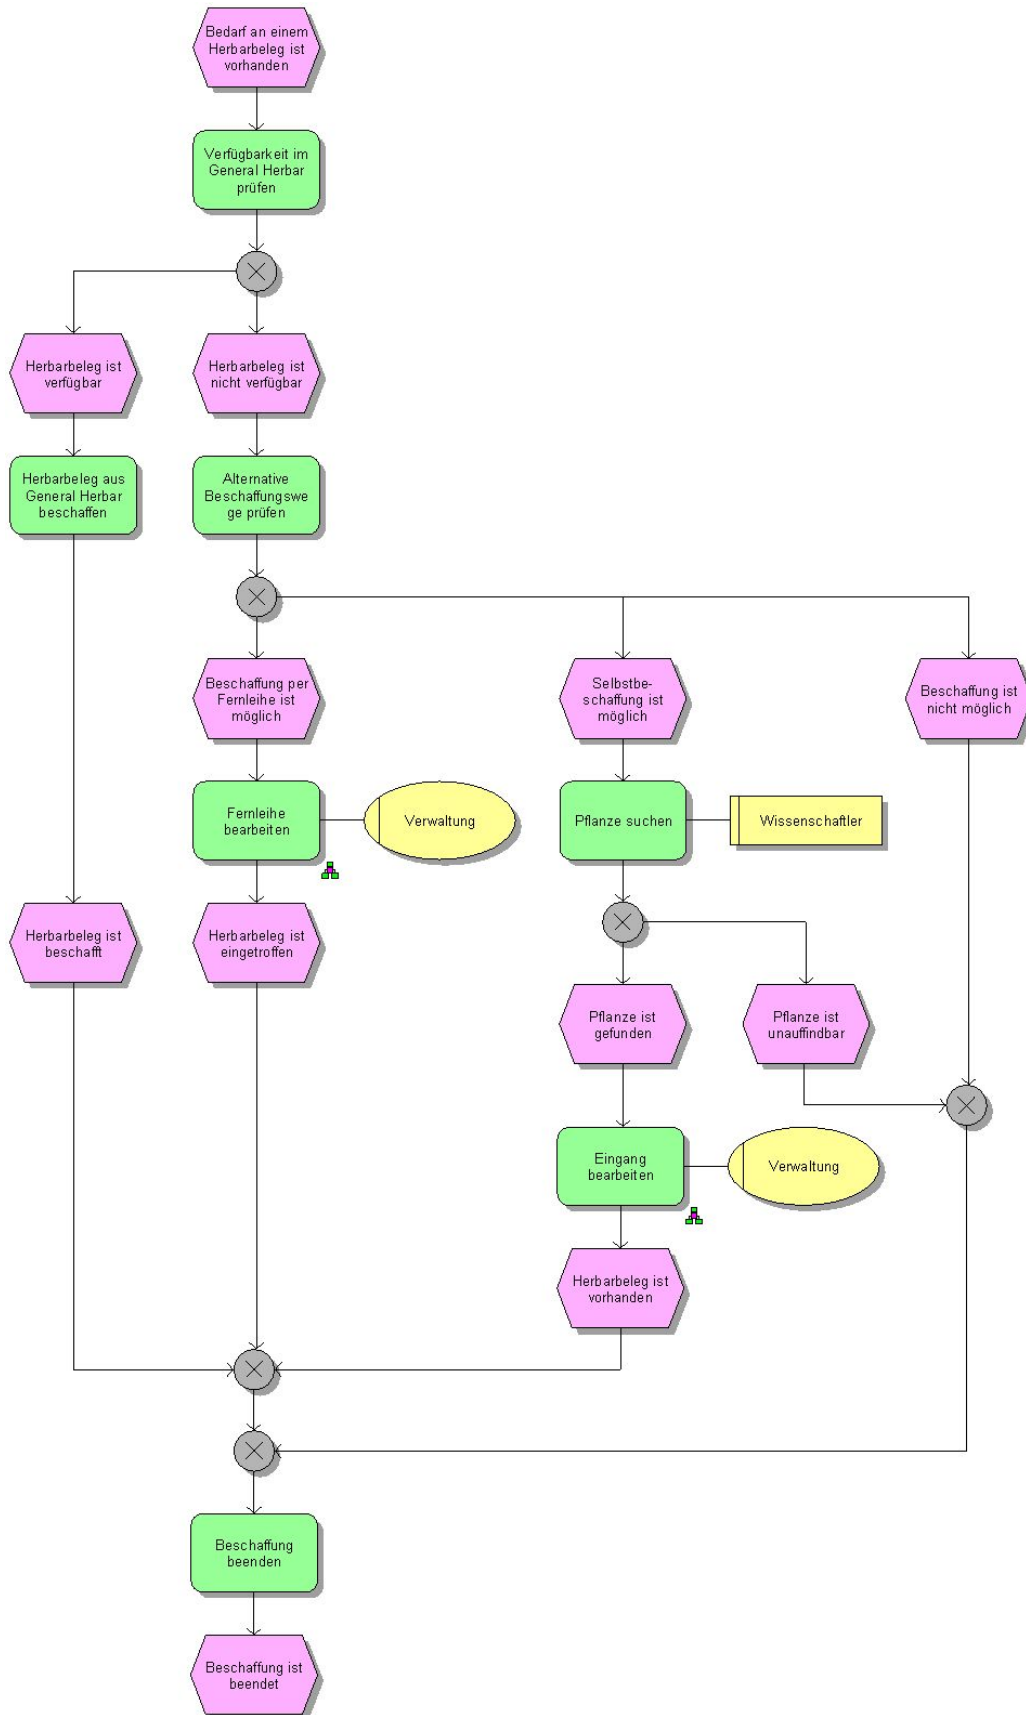 Bedarf an einem
Herbarbeleg ist
vorhanden
Verfügbarkeit im
General Herbar
prüfen
Herbarbeleg ist
verfügbar
Herbarbeleg ist
nicht verfügbar
Herbarbeleg aus
General Herbar
beschaffen
Alternative
Beschaffungswe
ge prüfen
Beschaffung per
Fernleihe ist
möglich
Selbstbe-
schaffung ist
möglich
Beschaffung ist
nicht möglich
Fernleihe
bearbeiten
Verwaltung
Pflanze suchen
Wissenschaftler
Herbarbeleg ist
beschafft
Herbarbeleg ist
eingetroffen
Pflanze ist
gefunden
Pflanze ist
unauffindbar
Eingang
bearbeiten
Verwaltung
Herbarbeleg ist
vorhanden
Beschaffung
beenden
Beschaffung ist
beendet